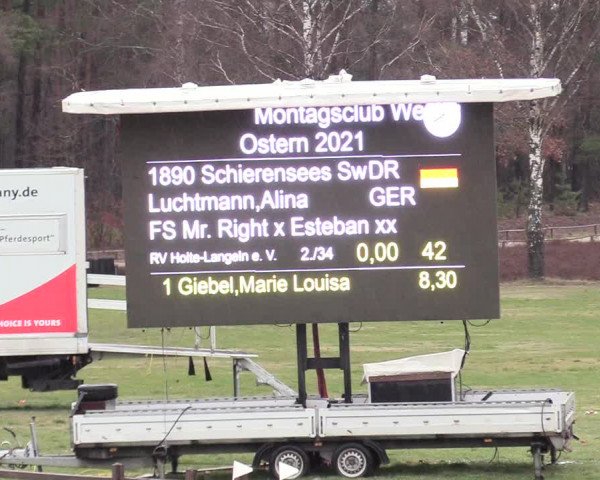 Montagsclub We
Ostern 2021
1890 Schierensees SwDR
Luchtmann,Alina GER
FS Mr. Right x Esteban xx
RV Holte-Langeln e. V. 2./34 0,00 42
1 Giebel,Marie Louisa 8,30
ny.de
Pferdesport"
HOICE IS YOURS